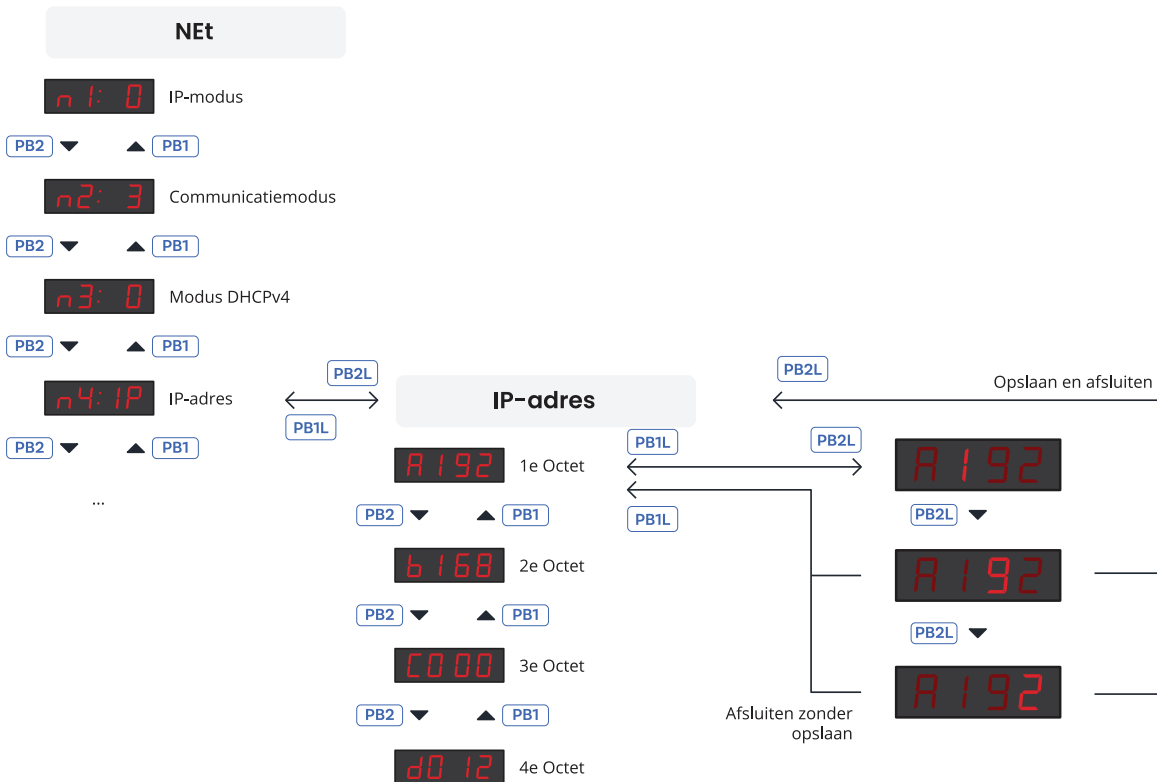 NEt
n1: 0 IP-modus
PB2 PB1
n2: 3 Communicatiemodus
PB2 PB1
n3: 0 Modus DHCPv4
PB2 PB1
n4:IP IP-adres
PB2 PB1
...
PB2L
PB1L
IP-adres
A192 1e Octet
PB2 PB1
b168 2e Octet
PB2 PB1
C000 3e Octet
PB2 PB1
d012 4e Octet
PB1L
PB2L
PB1L
PB2L
Opslaan en afsluiten
A192
PB2L
A192
PB2L
A192
Afsluiten zonder
opslaan